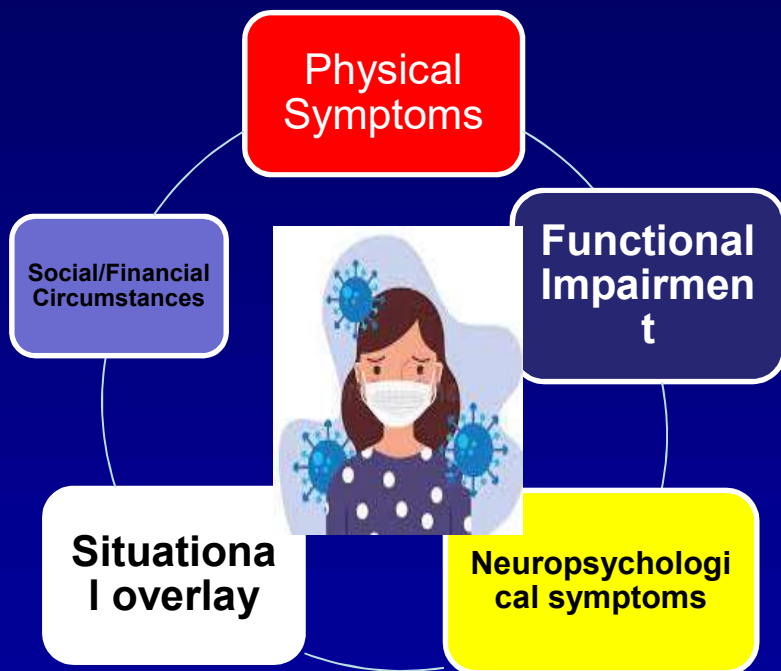 Physical
Symptoms
Functional
Impairmen
t
Neuropsychologi
cal symptoms
Situationa
l overlay
Social/Financial
Circumstances